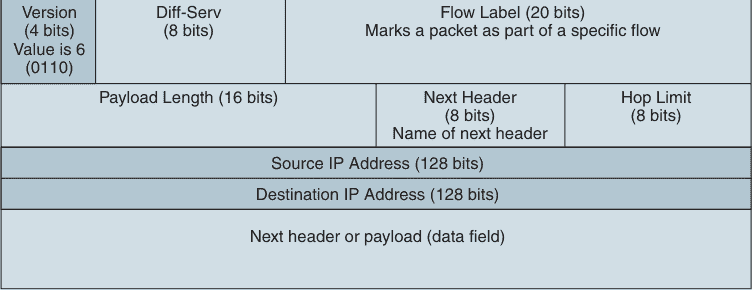 Version
(4 bits)
Value is 6
(0110)
Diff-Serv
(8 bits)
Flow Label (20 bits)
Marks a packet as part of a specific flow
Payload Length (16 bits)
Next Header
(8 bits)
Name of next header
Hop Limit
(8 bits)
Source IP Address (128 bits)
Destination IP Address (128 bits)
Next header or payload (data field)